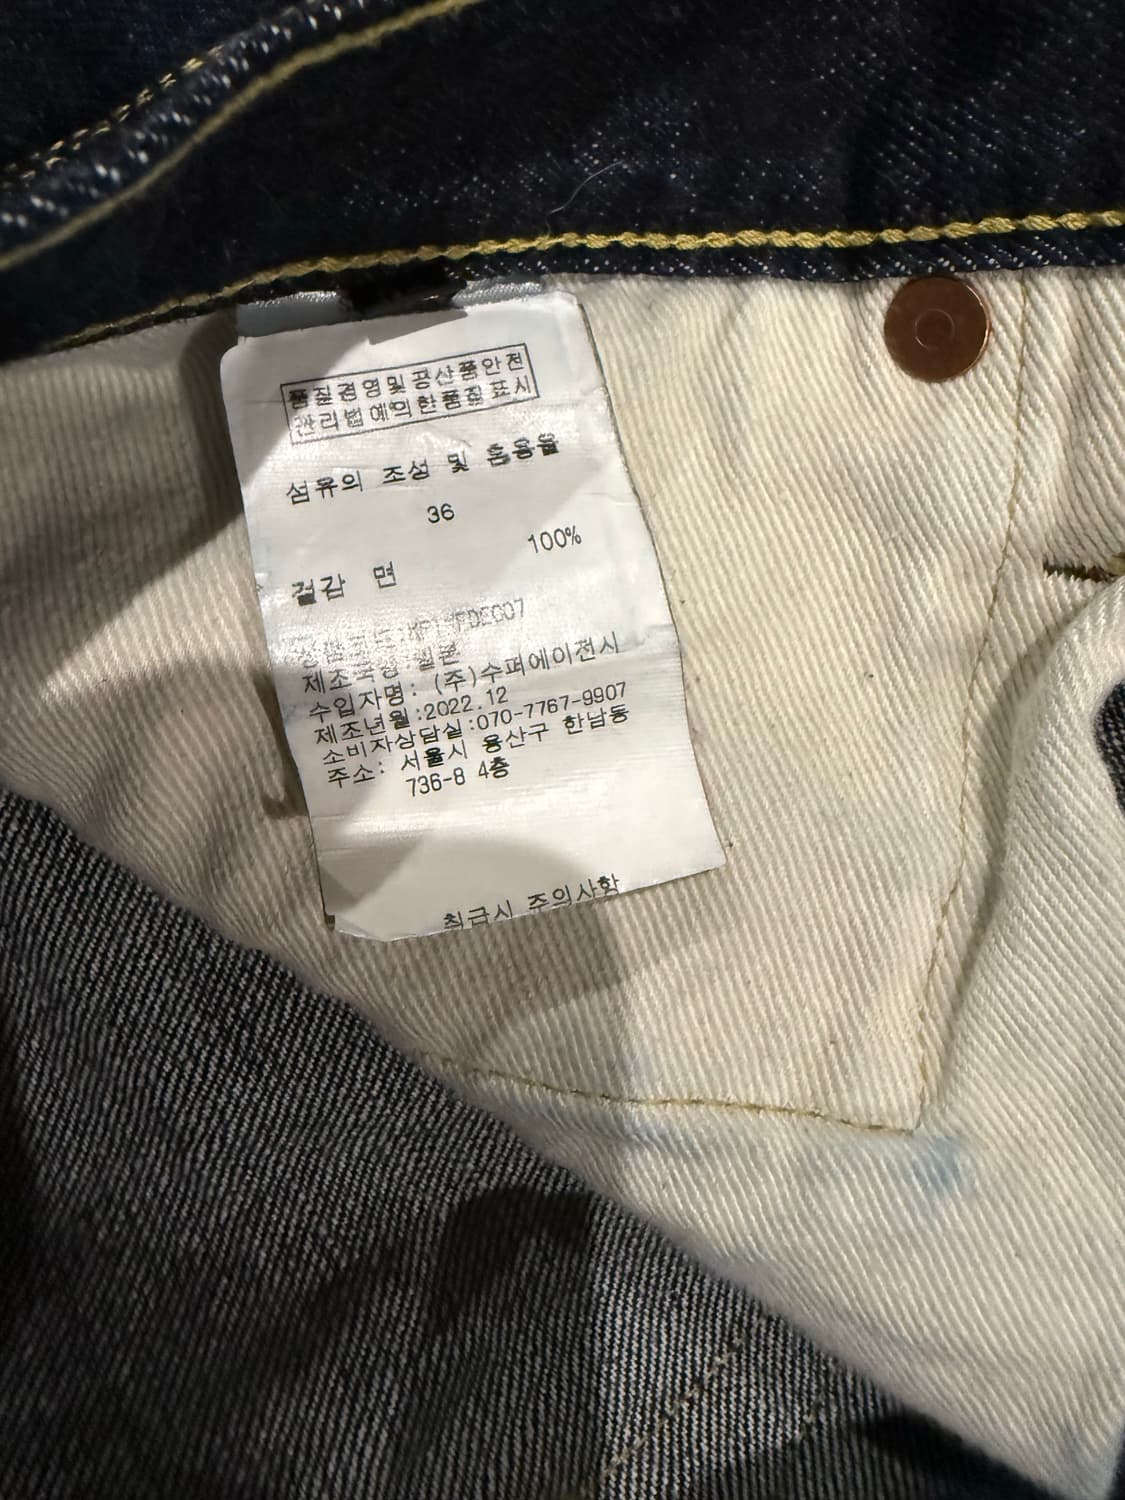 품질경영및공산품안전
관리법에의한품질표시
섬유의 조성 및 혼용율
36
100%
겉감 면
제조국명:일본
수입자명: (주)수퍼에이전시
제조년월:2022.12
소비자상담실:070-7767-9907
주소: 서울시 용산구 한남동
736-8 4층
취급시 주의사항